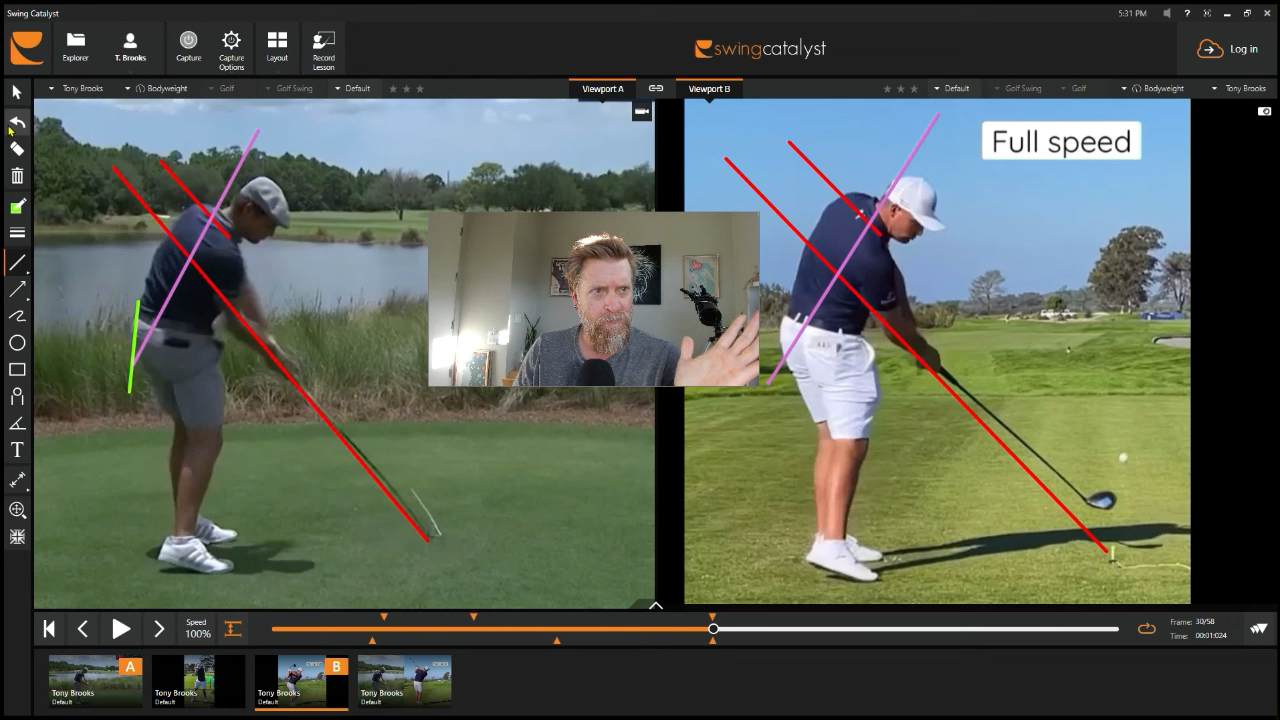 Swing Catalyst
5:31 PM
?
Explorer
T. Brooks
Capture
Capture
Options
Layout
Record
Lesson
swingcatalyst
Log in
Tony Brooks
Bodyweight
Golf
Golf Swing
Default
Viewport A
Viewport B
Default
Golf Swing
Golf
Bodyweight
Tony Brooks
T
Full speed
Speed
100%
Frame: 30/58
Time: 00:01:024
A
Tony Brooks
Default
Tony Brooks
Default
B
Tony Brooks
Default
Tony Brooks
Default